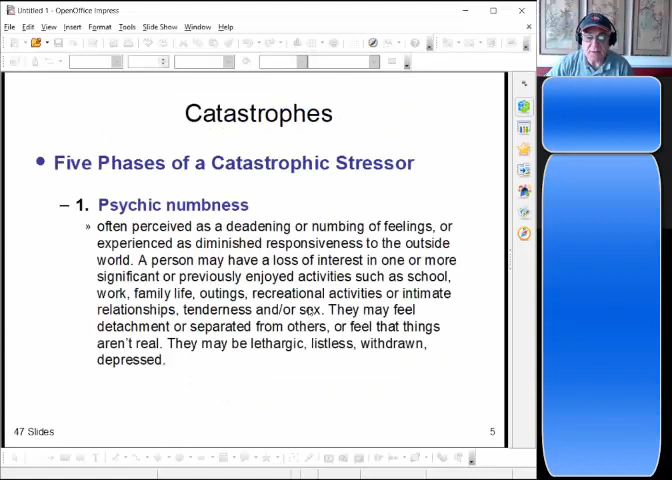 Untitled 1 - OpenOffice Impress
File Edit View Insert Format Tools Slide Show Window Help
Catastrophes
• Five Phases of a Catastrophic Stressor
– 1. Psychic numbness
» often perceived as a deadening or numbing of feelings, or
experienced as diminished responsiveness to the outside
world. A person may have a loss of interest in one or more
significant or previously enjoyed activities such as school,
work, family life, outings, recreational activities or intimate
relationships, tenderness and/or sex. They may feel
detachment or separated from others, or feel that things
aren't real. They may be lethargic, listless, withdrawn,
depressed.
47 Slides 5